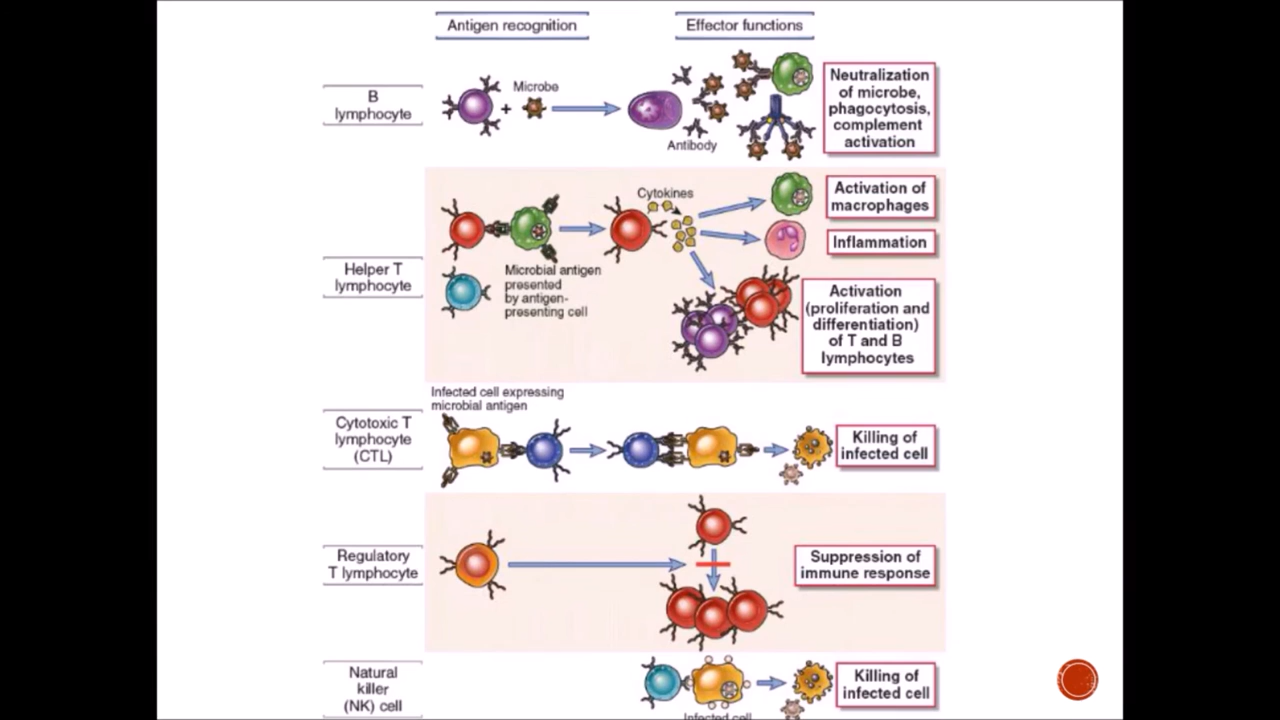 Antigen recognition
Effector functions
B
lymphocyte
Microbe
Antibody
Neutralization
of microbe,
phagocytosis,
complement
activation
Helper T
lymphocyte
Microbial antigen
presented
by antigen-
presenting cell
Cytokines
Activation of
macrophages
Inflammation
Activation
(proliferation and
differentiation)
of T and B
lymphocytes
Cytotoxic T
lymphocyte
(CTL)
Infected cell expressing
microbial antigen
Killing of
infected cell
Regulatory
T lymphocyte
Suppression of
immune response
Natural
killer
(NK) cell
Infected cell
Killing of
infected cell